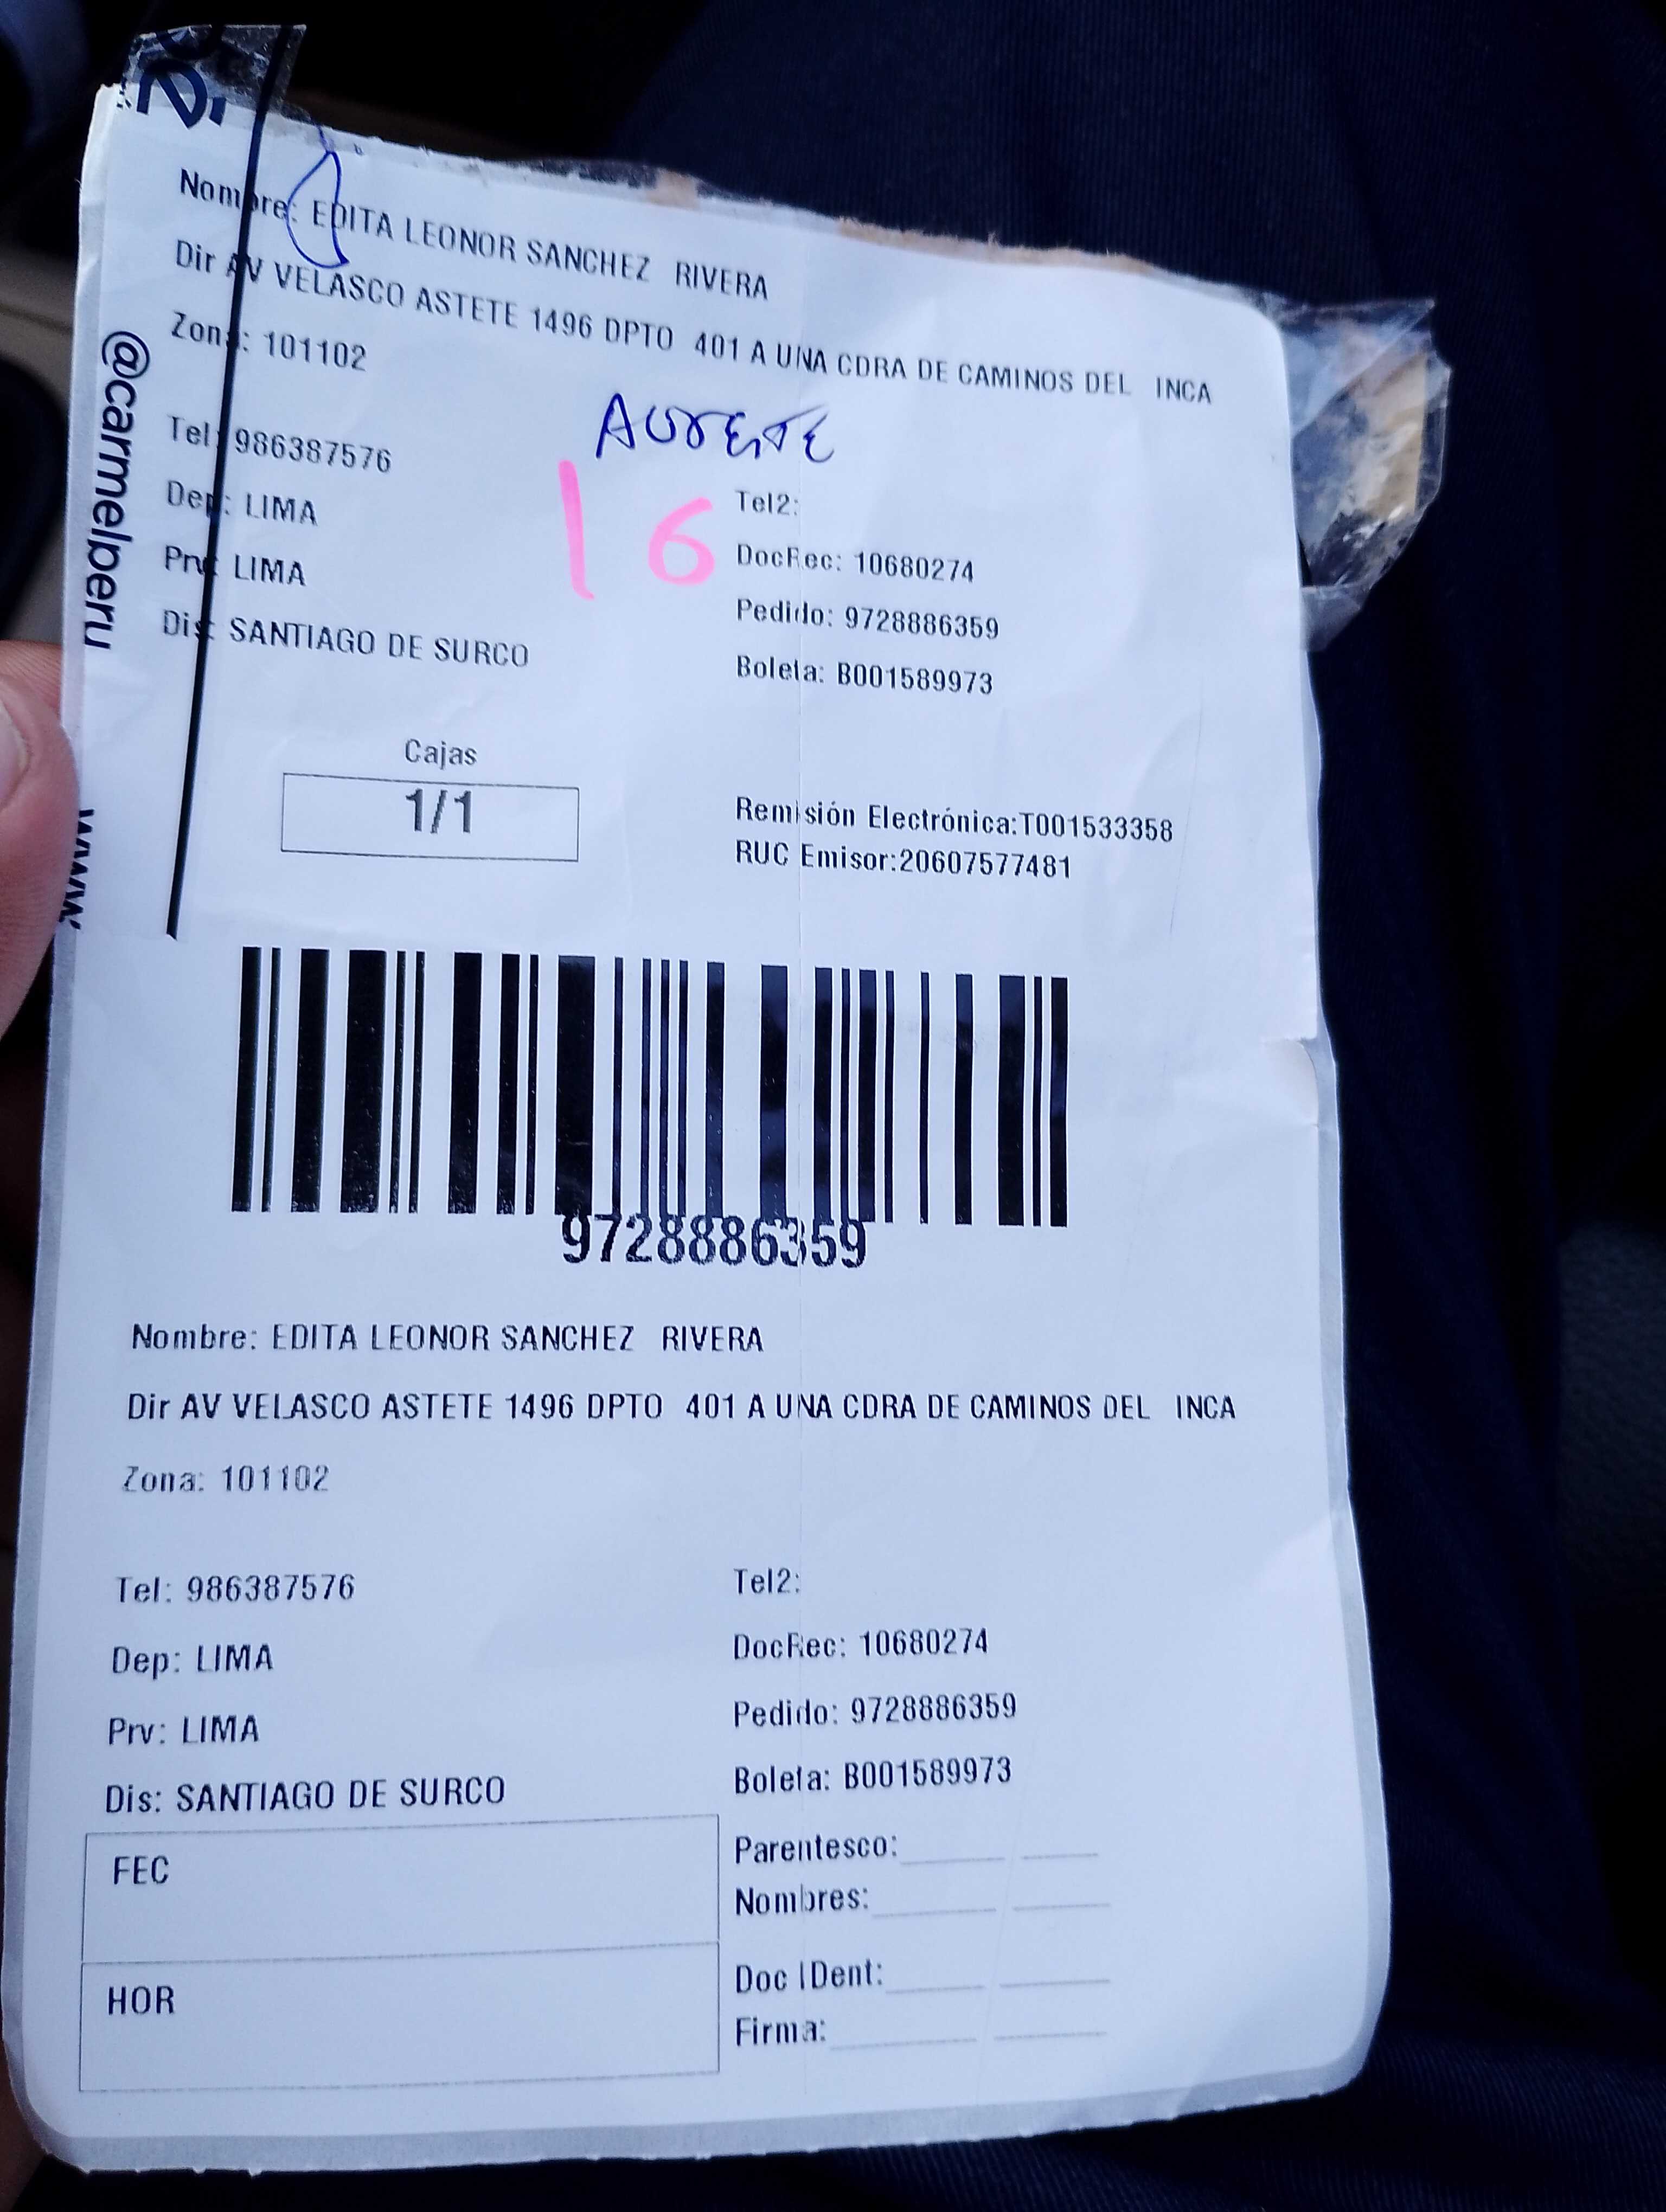 Nombre: EDITA LEONOR SANCHEZ RIVERA
Dir AV VELASCO ASTETE 1496 DPTO 401 A UNA CDRA DE CAMINOS DEL INCA
Zona: 101102
AUSENTE
Tel: 986387576
16
Tel2:
Dep: LIMA
DocRec: 10680274
Prv: LIMA
Pedido: 9728886359
Dis: SANTIAGO DE SURCO
Boleta: B001589973
@carmelperu
www.
Cajas
1/1
Remisión Electrónica:T001533358
RUC Emisor:20607577481
9728886359
Nombre: EDITA LEONOR SANCHEZ RIVERA
Dir AV VELASCO ASTETE 1496 DPTO 401 A UNA CDRA DE CAMINOS DEL INCA
Zona: 101102
Tel: 986387576
Tel2:
Dep: LIMA
DocRec: 10680274
Prv: LIMA
Pedido: 9728886359
Dis: SANTIAGO DE SURCO
Boleta: B001589973
FEC
Parentesco:
Nombres:
HOR
Doc IDent:
Firma: